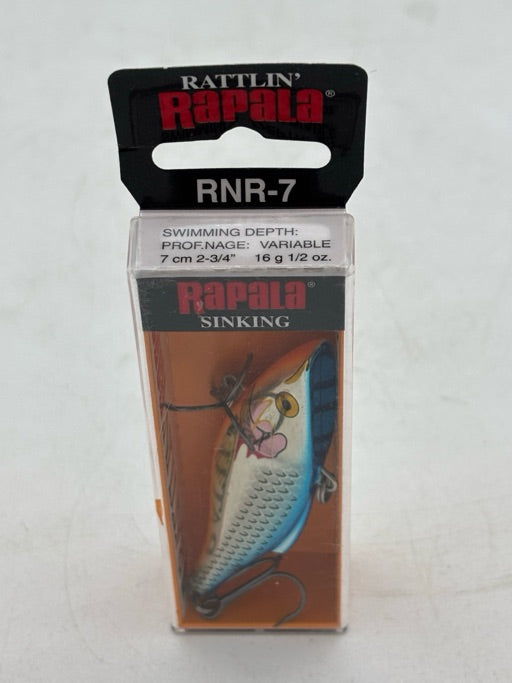 RATTLIN'
Rapala®
RNR-7
SWIMMING DEPTH:
PROF.NAGE: VARIABLE
7 cm 2-3/4" 16 g 1/2 oz.
Rapala®
SINKING